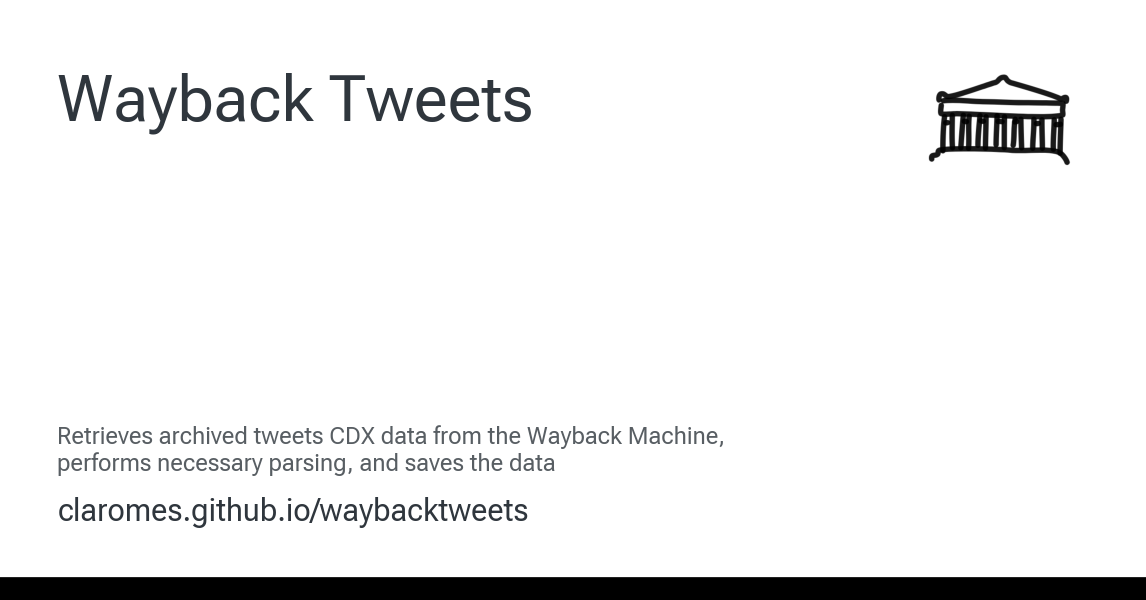 Wayback Tweets
Retrieves archived tweets CDX data from the Wayback Machine,
performs necessary parsing, and saves the data
claromes.github.io/waybacktweets